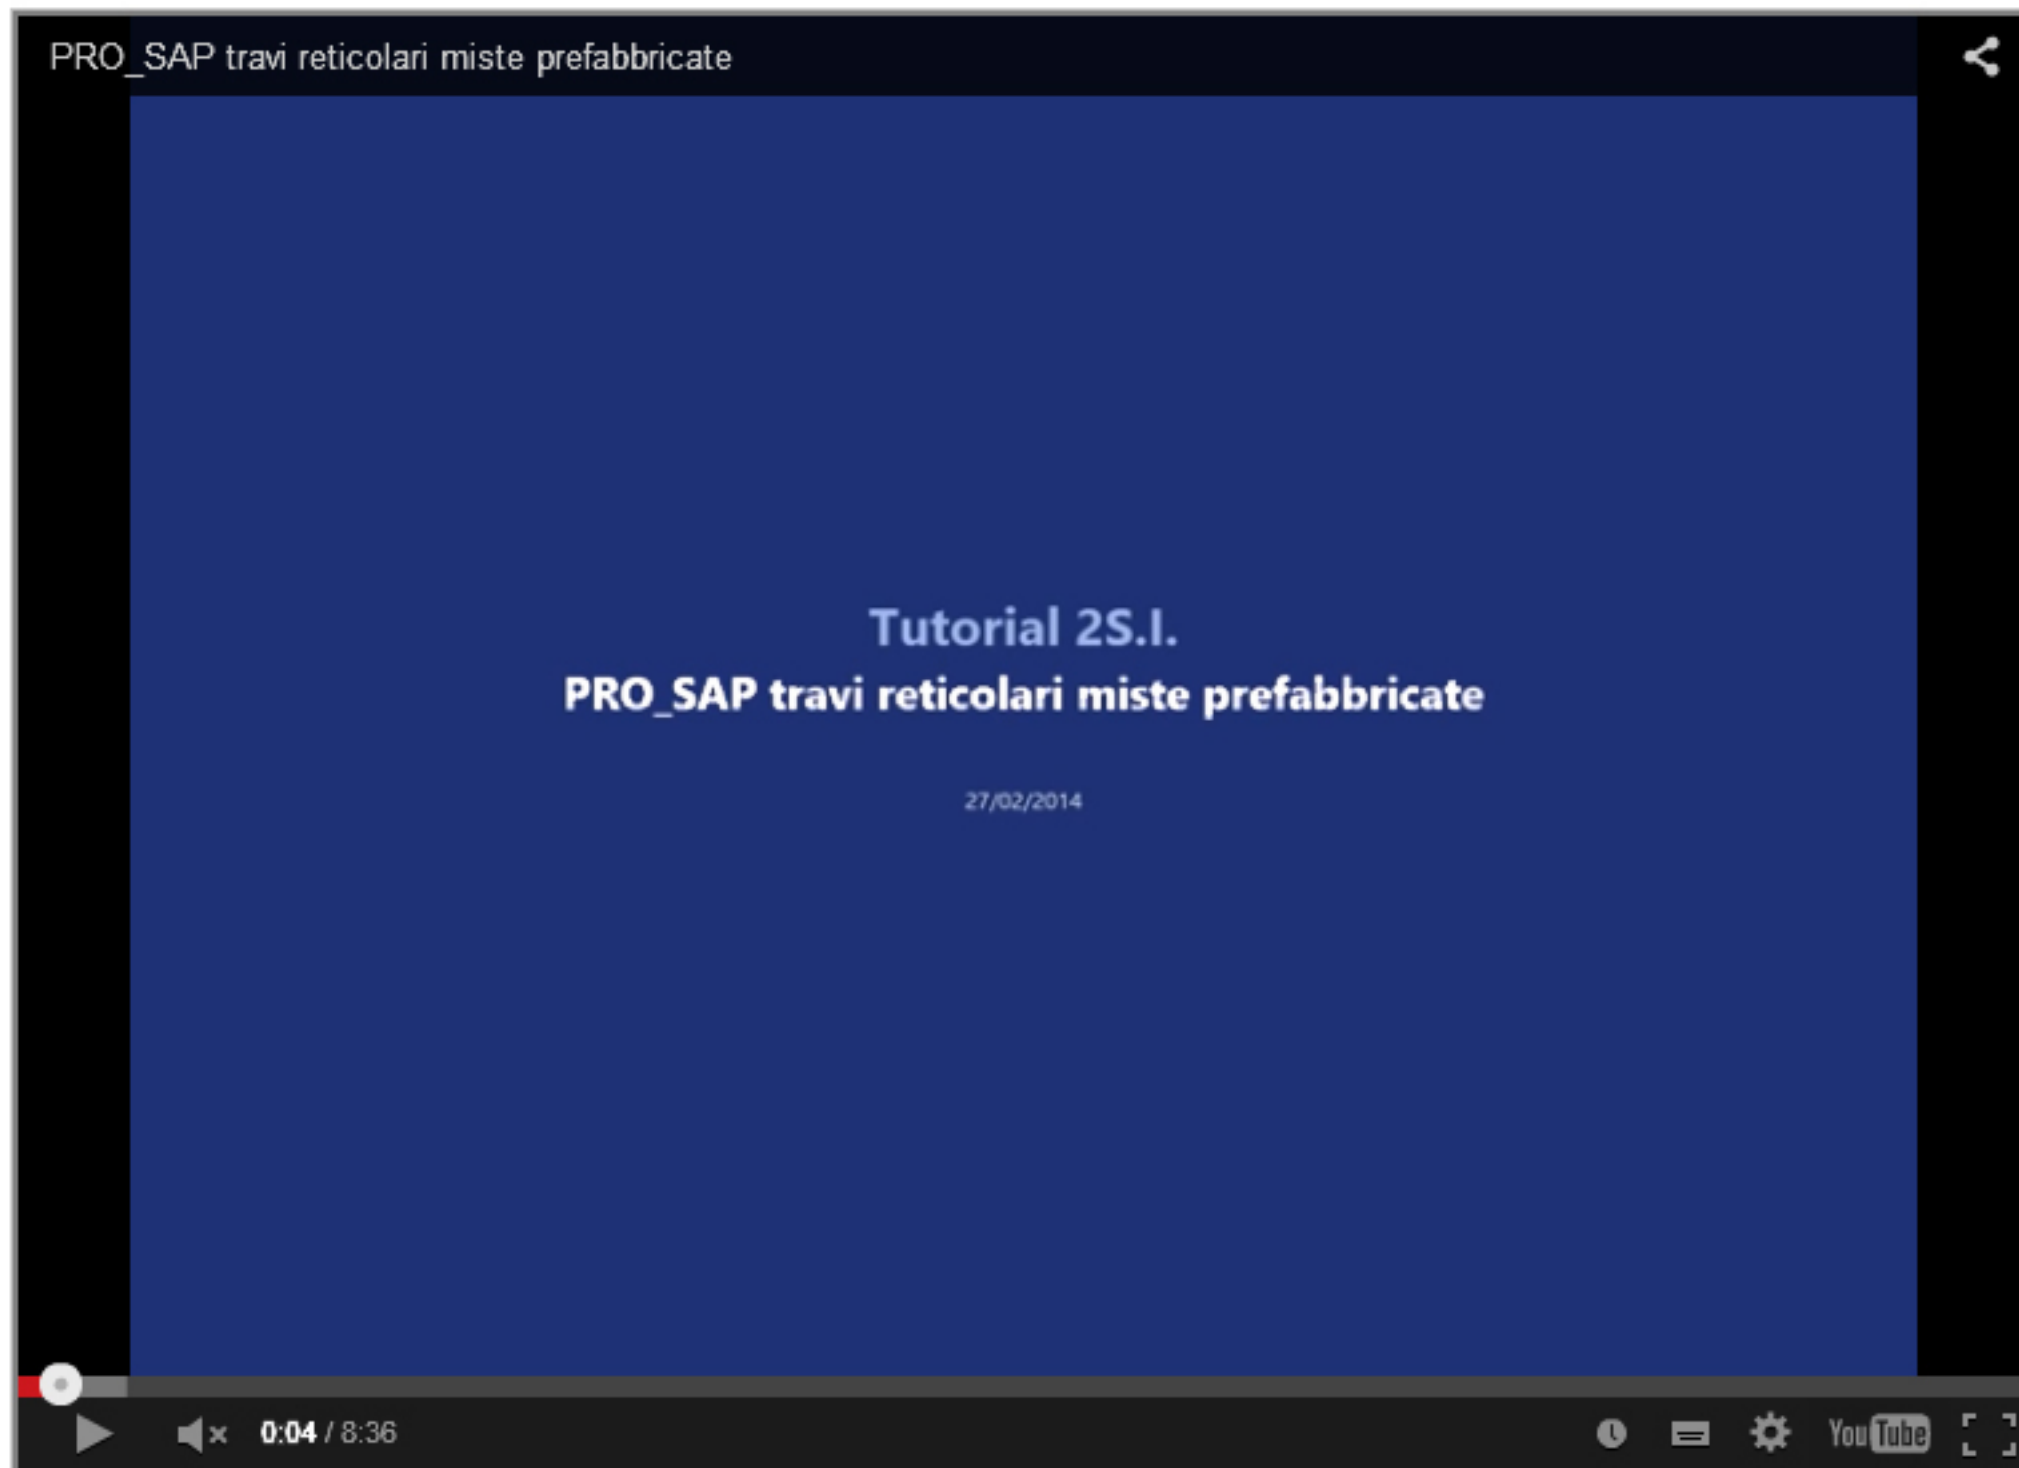 PRO_SAP travi reticolari miste prefabbricate
Tutorial 2S.I.
PRO_SAP travi reticolari miste prefabbricate
27/02/2014
0:04 / 8:36
YouTube